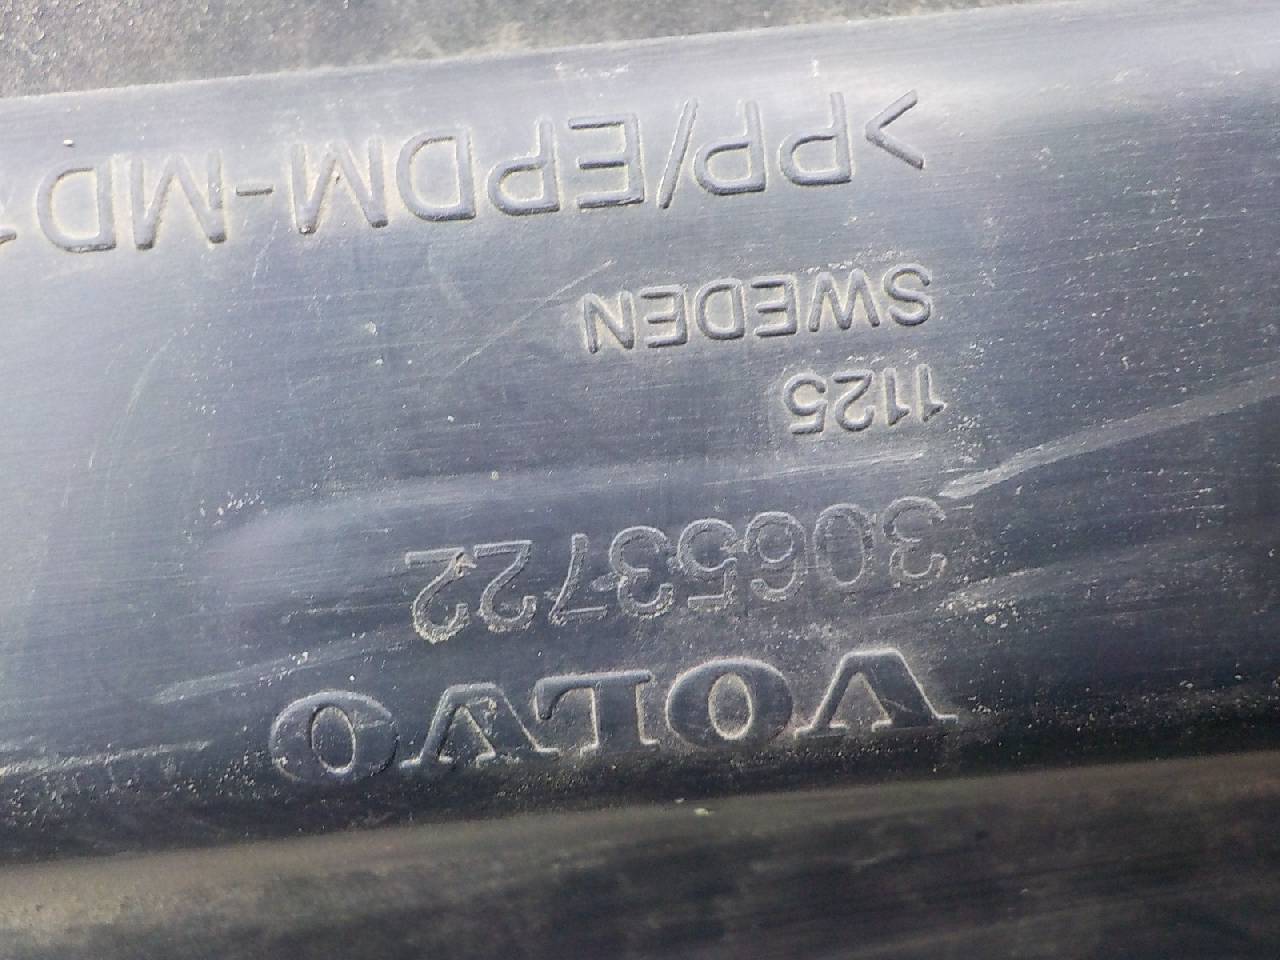 VOLVO
30653722
1125
SWEDEN
>PP/EPDM-MD